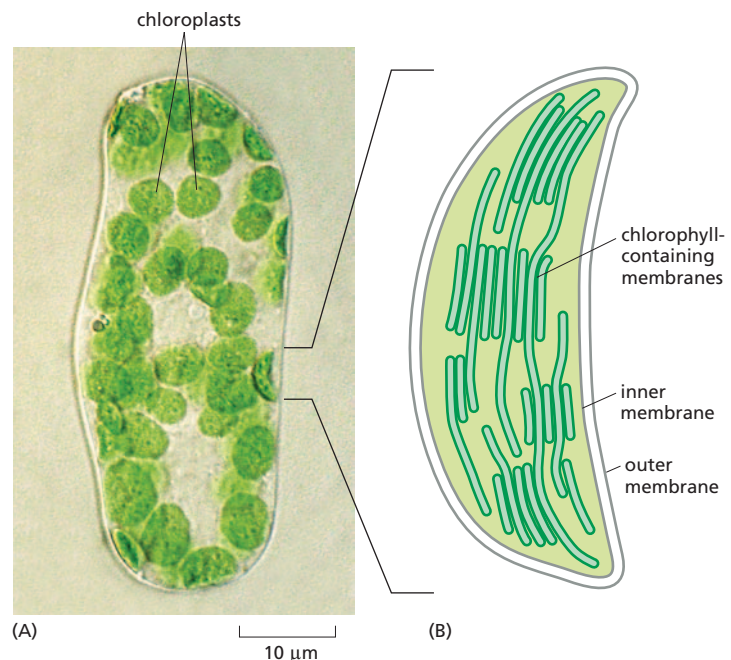 chloroplasts
chlorophyll-
containing
membranes
inner
membrane
outer
membrane
(A)
10 μm
(B)